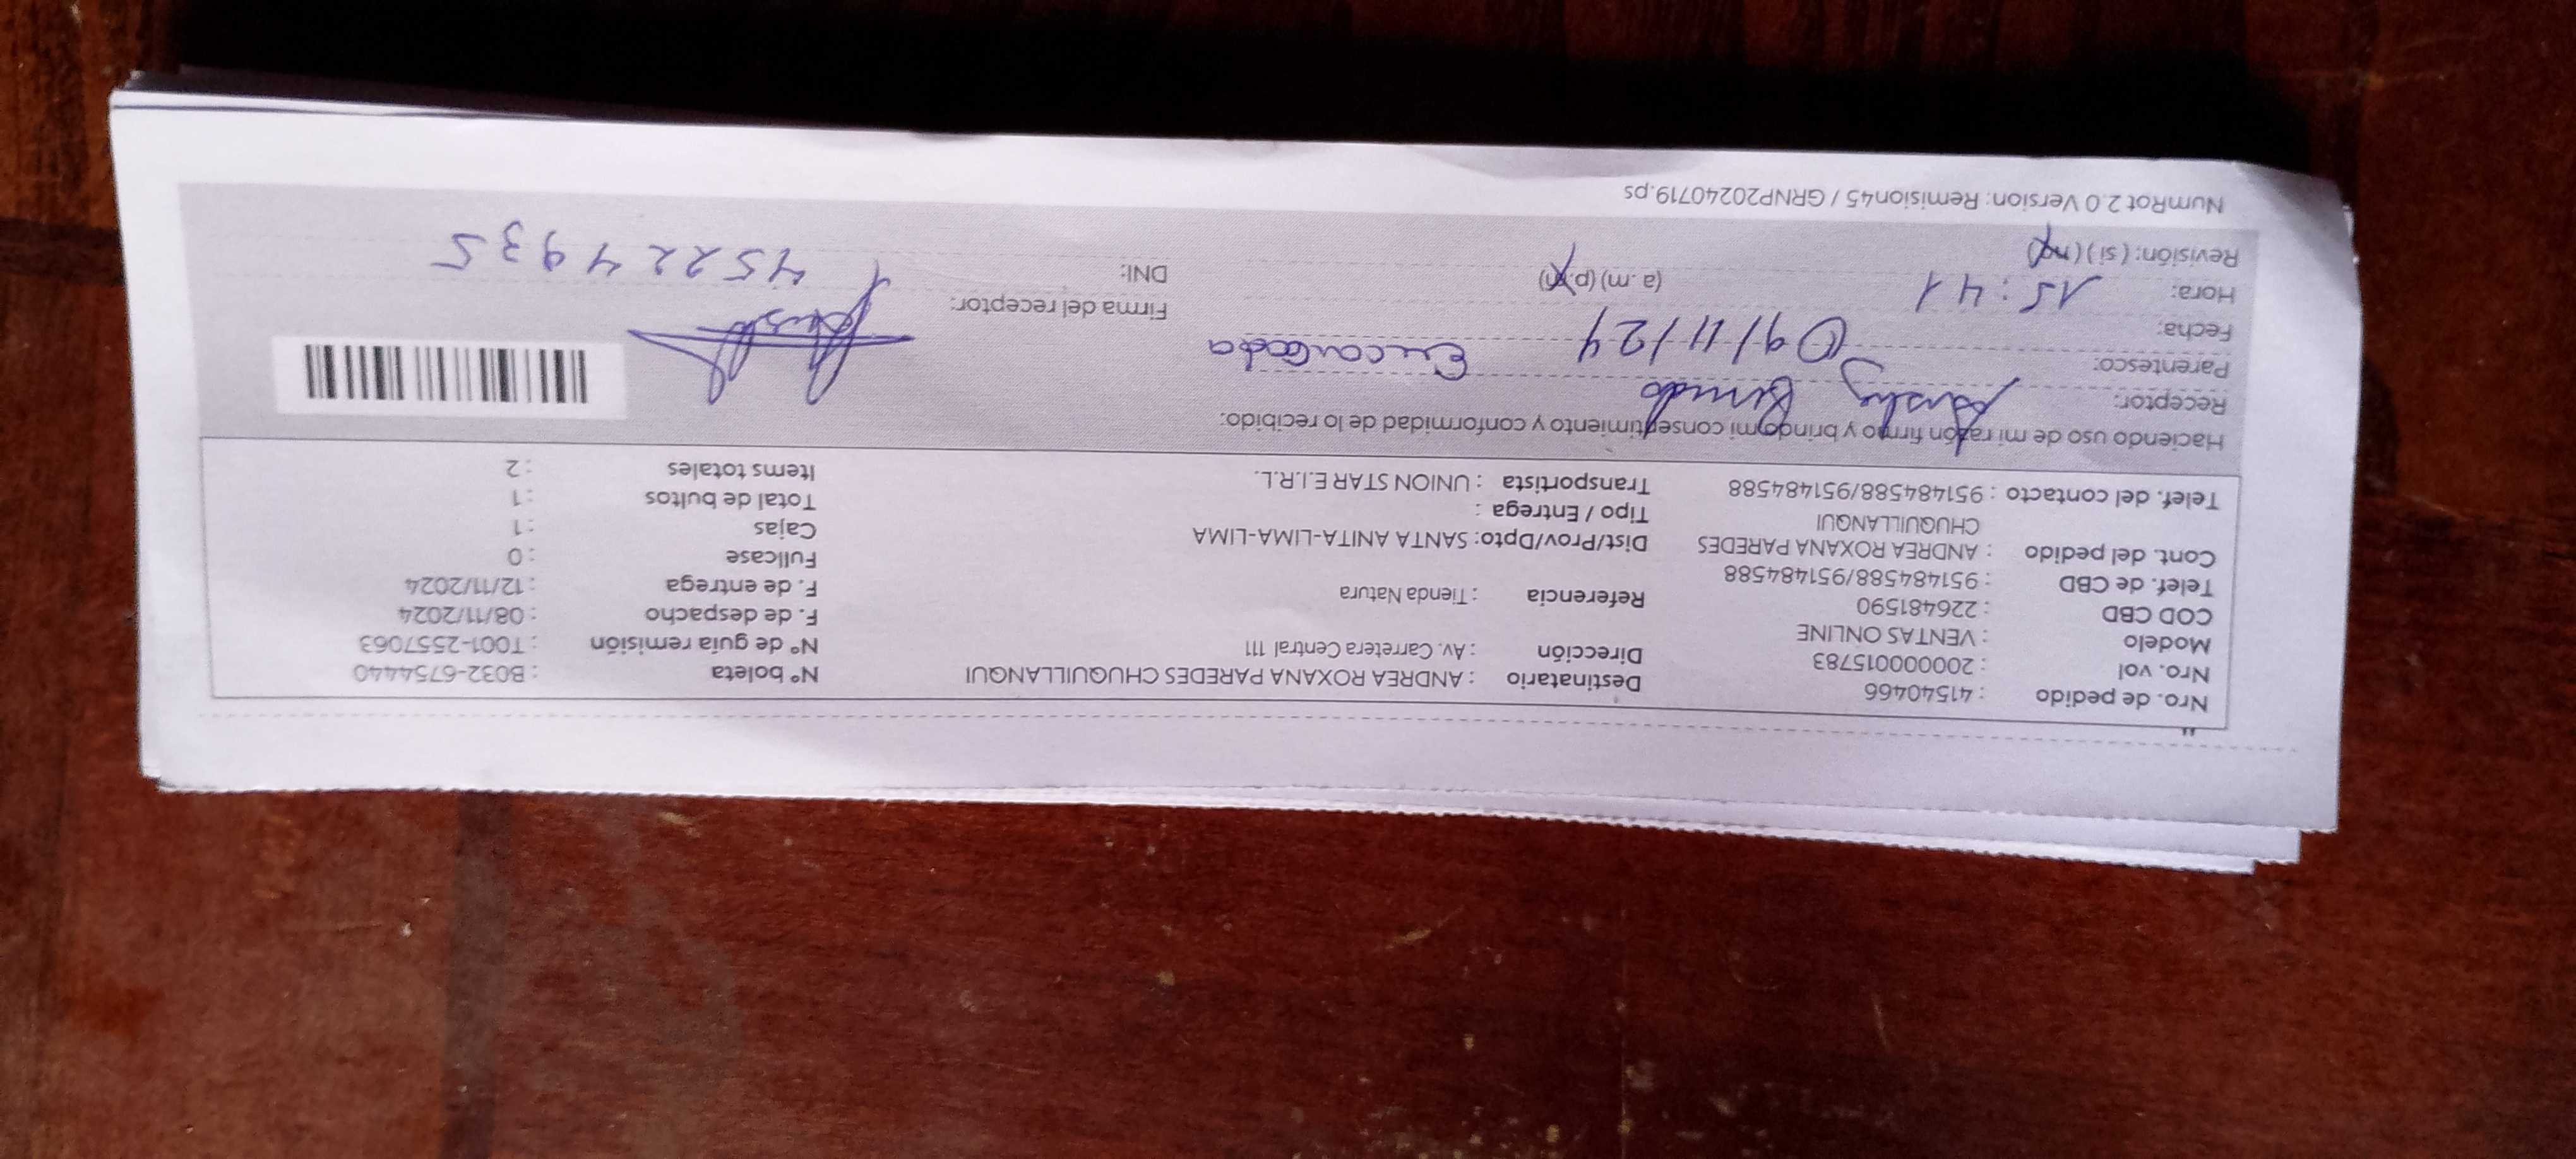 Nro. de pedido : 41540466 Destinatario : ANDREA ROXANA PAREDES CHUQUILLANQUI N° boleta : B032-6754440
Nro. vol : 20000015783 Dirección : Av. Carretera Central 111 N° de guía remisión : T001-2557063
Modelo : VENTAS ONLINE F. de despacho : 08/11/2024
COD CBD : 226481590 Referencia : Tienda Natura F. de entrega : 12/11/2024
Telef. de CBD : 951484588/951484588 Fullcase : 0
Cont. del pedido : ANDREA ROXANA PAREDES Dist/Prov/Dpto: SANTA ANITA-LIMA-LIMA Cajas : 1
CHUQUILLANQUI Tipo / Entrega : Total de bultos : 1
Telef. del contacto : 951484588/951484588 Transportista : UNION STAR E.I.R.L. Items totales : 2
Haciendo uso de mi razón firmo y brindo mi consentimiento y conformidad de lo recibido:
Receptor:
Parentesco: Encargada
Fecha: 09/11/24
Hora: 15:41 (a.m) (p.m) Firma del receptor:
Revisión: (si) (no) DNI: 45224935
NumRot 2.0 Version: Remision45 / GRNP20240719.ps